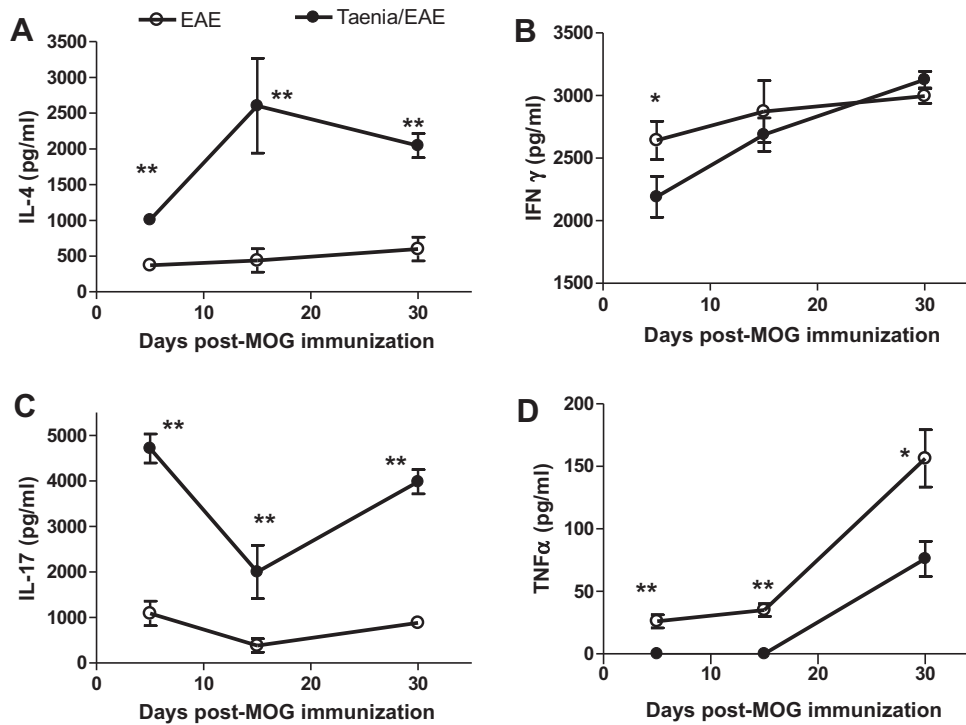 EAE Taenia/EAE
A
3500
3000
2500
2000
1500
1000
500
0
IL-4 (pg/ml)
** ** **
0 10 20 30
Days post-MOG immunization
B
3500
3000
2500
2000
1500
IFN γ (pg/ml)
*
0 10 20 30
Days post-MOG immunization
C
5000
4000
3000
2000
1000
0
IL-17 (pg/ml)
** ** **
0 10 20 30
Days post-MOG immunization
D
200
150
100
50
0
TNFα (pg/ml)
** ** *
0 10 20 30
Days post-MOG immunization